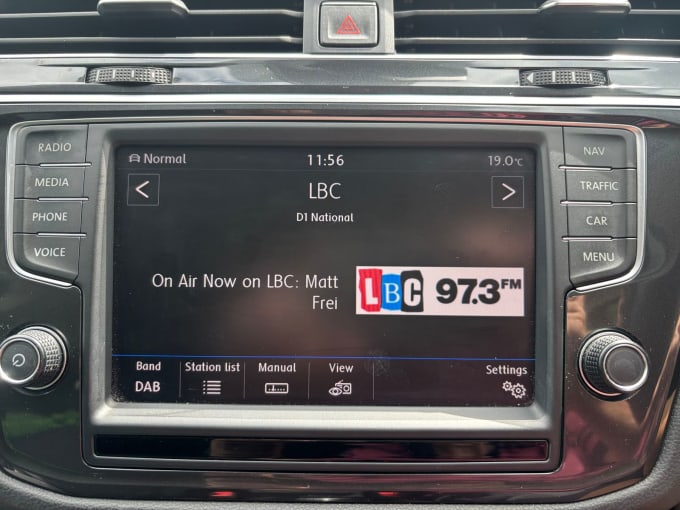 RADIO
MEDIA
PHONE
VOICE
Normal 11:56 19.0°C
< LBC >
D1 National
On Air Now on LBC: Matt
Frei
LBC 97.3FM
Band Station list Manual View Settings
DAB
NAV
TRAFFIC
CAR
MENU